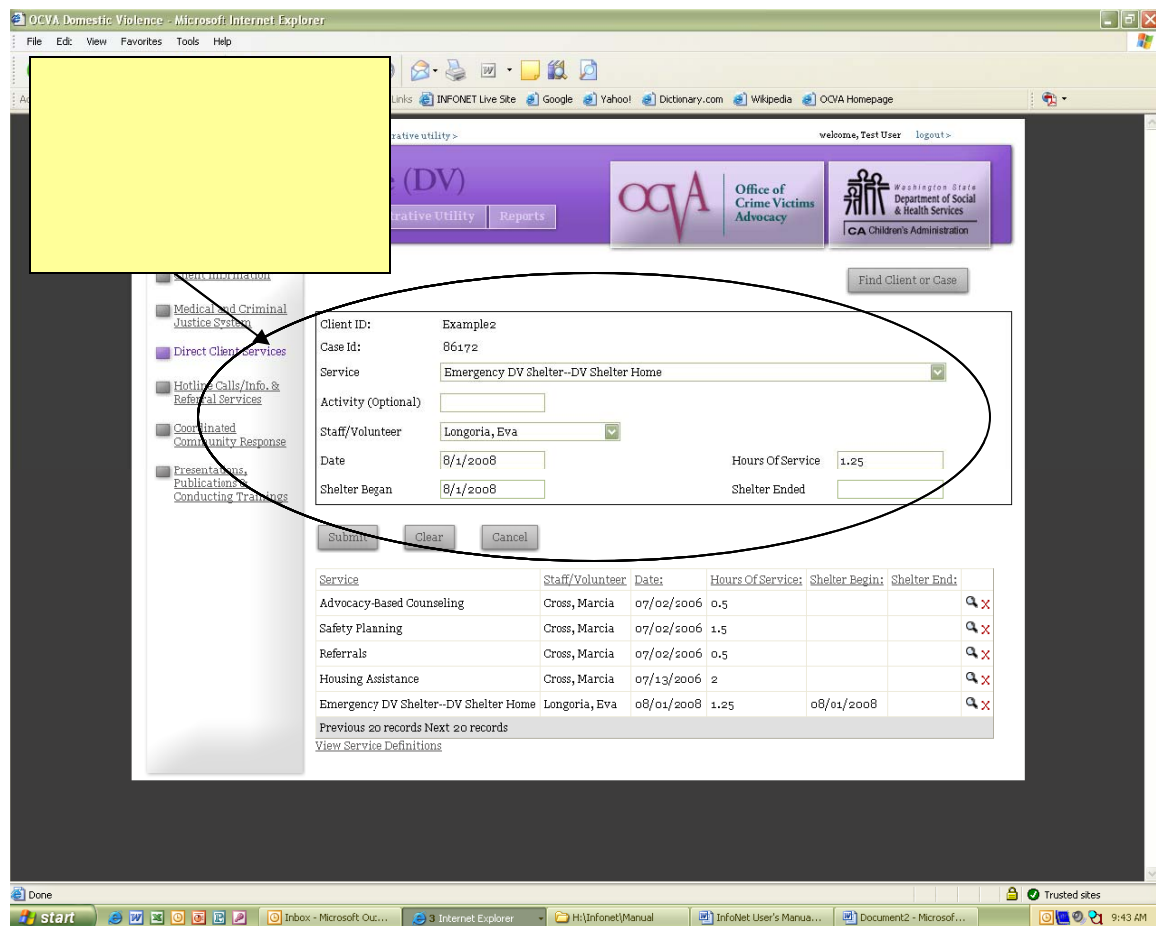 OCVA Domestic Violence - Microsoft Internet Explorer
File Edit View Favorites Tools Help
Links INFONET Live Site Google Yahoo! Dictionary.com Wikipedia OCVA Homepage
rative utility > welcome, Test User logout >
(DV)
trative Utility Reports
OCVA Office of
Crime Victims
Advocacy
Washington State
Department of Social
& Health Services
CA Children's Administration
Client Information
Find Client or Case
Medical and Criminal
Justice System
Direct Client Services
Hotline Calls/Info. &
Referral Services
Coordinated
Community Response
Presentations,
Publications &
Conducting Trainings
Client ID: Example2
Case Id: 86172
Service Emergency DV Shelter--DV Shelter Home
Activity (Optional)
Staff/Volunteer Longoria, Eva
Date 8/1/2008 Hours Of Service 1.25
Shelter Began 8/1/2008 Shelter Ended
Submit Clear Cancel
Service Staff/Volunteer Date: Hours Of Service: Shelter Begin: Shelter End:
Advocacy-Based Counseling Cross, Marcia 07/02/2006 0.5 X
Safety Planning Cross, Marcia 07/02/2006 1.5 X
Referrals Cross, Marcia 07/02/2006 0.5 X
Housing Assistance Cross, Marcia 07/13/2006 2 X
Emergency DV Shelter--DV Shelter Home Longoria, Eva 08/01/2008 1.25 08/01/2008 X
Previous 20 records Next 20 records
View Service Definitions
Done Trusted sites
start Inbox - Microsoft Out... 3 Internet Explorer H:\Infonet\Manual InfoNet User's Manua... Document2 - Microsof... 9:43 AM